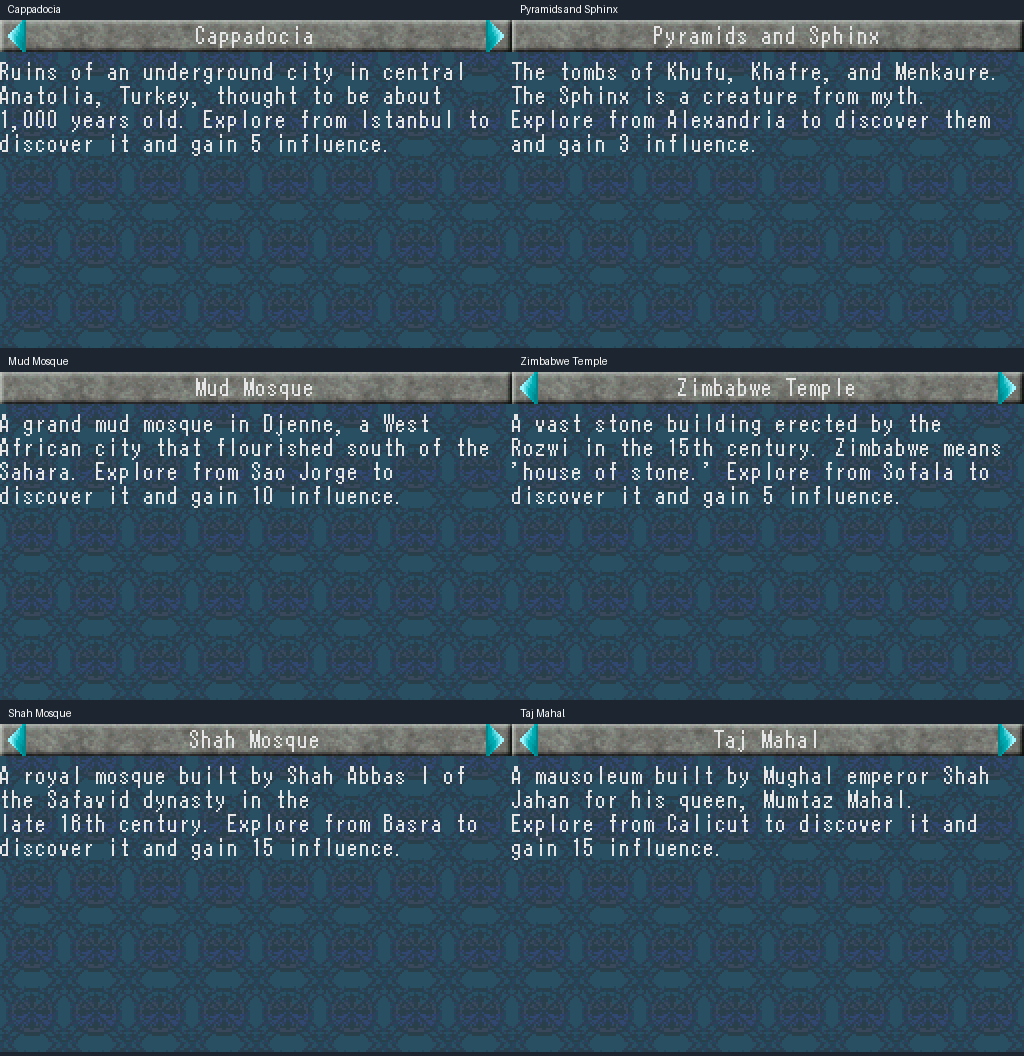 Cappadocia
Cappadocia
Ruins of an underground city in central
Anatolia, Turkey, thought to be about
1,000 years old. Explore from Istanbul to
discover it and gain 5 influence.
Pyramids and Sphinx
Pyramids and Sphinx
The tombs of Khufu, Khafre, and Menkaure.
The Sphinx is a creature from myth.
Explore from Alexandria to discover them
and gain 3 influence.
Mud Mosque
Mud Mosque
A grand mud mosque in Djenne, a West
African city that flourished south of the
Sahara. Explore from Sao Jorge to
discover it and gain 10 influence.
Zimbabwe Temple
Zimbabwe Temple
A vast stone building erected by the
Rozwi in the 15th century. Zimbabwe means
'house of stone.' Explore from Sofala to
discover it and gain 5 influence.
Shah Mosque
Shah Mosque
A royal mosque built by Shah Abbas I of
the Safavid dynasty in the
late 16th century. Explore from Basra to
discover it and gain 15 influence.
Taj Mahal
Taj Mahal
A mausoleum built by Mughal emperor Shah
Jahan for his queen, Mumtaz Mahal.
Explore from Calicut to discover it and
gain 15 influence.